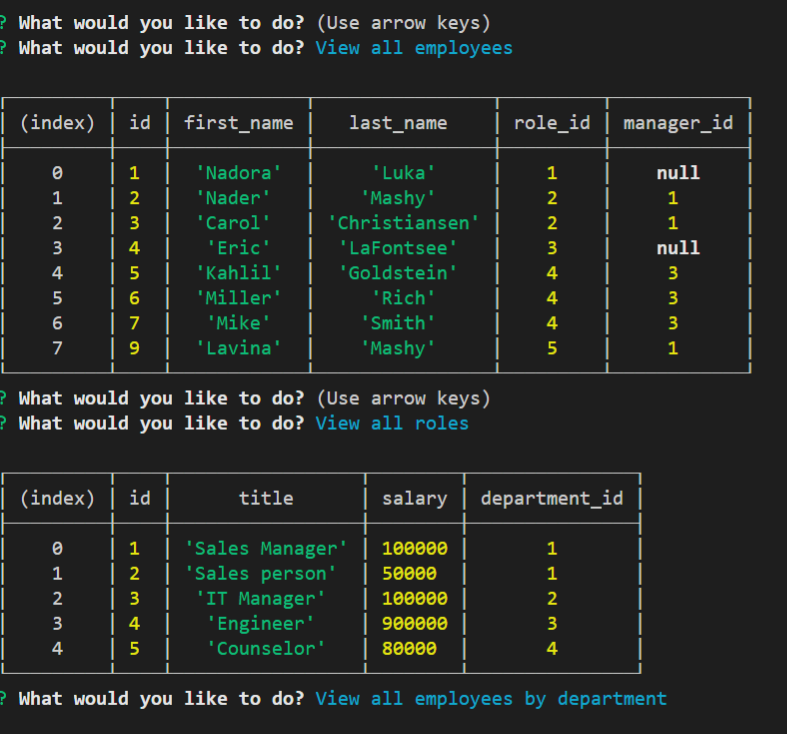 ? What would you like to do? (Use arrow keys)
? What would you like to do? View all employees
(index) id first_name last_name role_id manager_id
0 1 'Nadora' 'Luka' 1 null
1 2 'Nader' 'Mashy' 2 1
2 3 'Carol' 'Christiansen' 2 1
3 4 'Eric' 'LaFontsee' 3 null
4 5 'Kahlil' 'Goldstein' 4 3
5 6 'Miller' 'Rich' 4 3
6 7 'Mike' 'Smith' 4 3
7 9 'Lavina' 'Mashy' 5 1
? What would you like to do? (Use arrow keys)
? What would you like to do? View all roles
(index) id title salary department_id
0 1 'Sales Manager' 100000 1
1 2 'Sales person' 50000 1
2 3 'IT Manager' 100000 2
3 4 'Engineer' 900000 3
4 5 'Counselor' 80000 4
? What would you like to do? View all employees by department